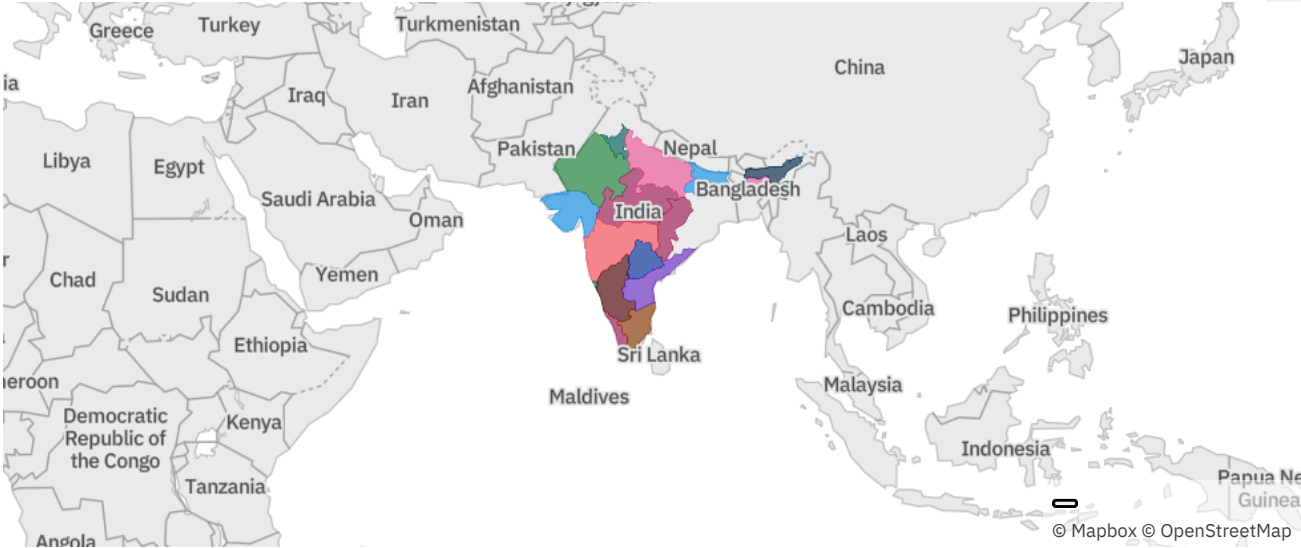 Greece
Turkey
Turkmenistan
Japan
China
Iraq
Iran
Afghanistan
Libya
Egypt
Pakistan
Nepal
Saudi Arabia
Bangladesh
Oman
India
Laos
Chad
Sudan
Yemen
Cambodia
Philippines
Ethiopia
Sri Lanka
Maldives
Malaysia
Democratic
Republic of
the Congo
Kenya
Indonesia
Tanzania
Papua Ne
Guinea
Angola
© Mapbox © OpenStreetMap